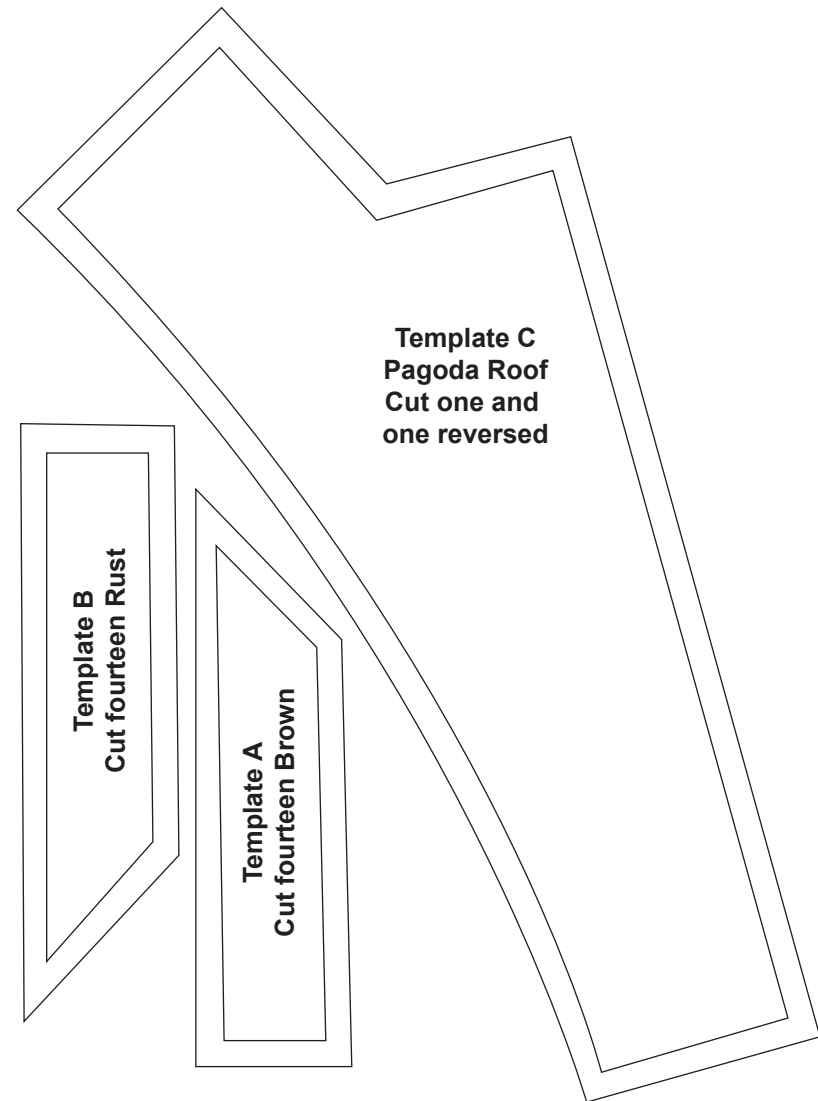 Template C
Pagoda Roof
Cut one and
one reversed
Template B
Cut fourteen Rust
Template A
Cut fourteen Brown